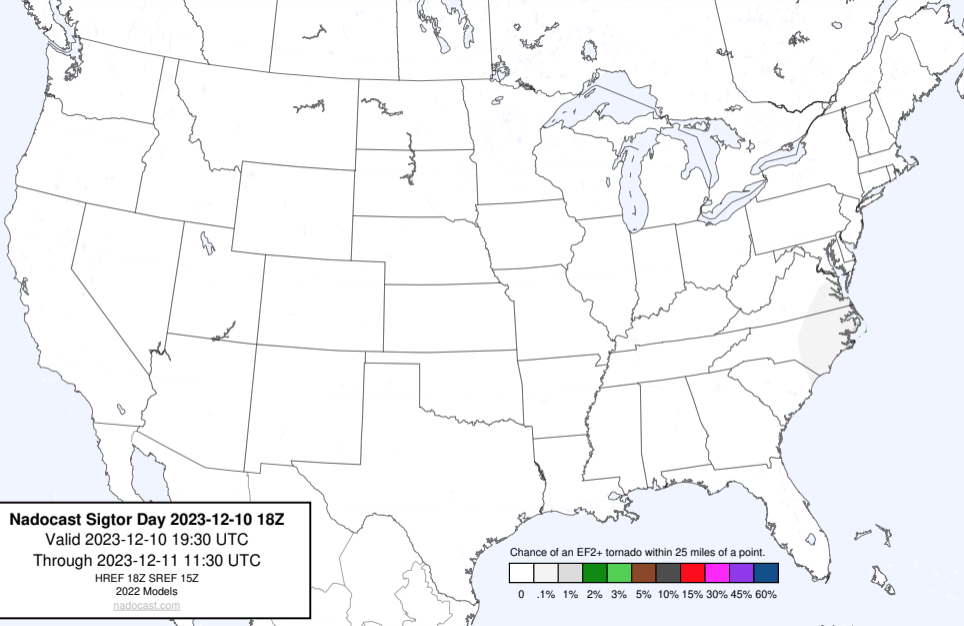 Nadocast Sigtor Day 2023-12-10 18Z
Valid 2023-12-10 19:30 UTC
Through 2023-12-11 11:30 UTC
HREF 18Z SREF 15Z
2022 Models
nadocast.com
Chance of an EF2+ tornado within 25 miles of a point.
0 .1% 1% 2% 3% 5% 10% 15% 30% 45% 60%